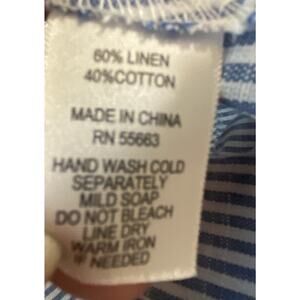 60% LINEN
40%COTTON
MADE IN CHINA
RN 55663
HAND WASH COLD
SEPARATELY
MILD SOAP
DO NOT BLEACH
LINE DRY
WARM IRON
IF NEEDED